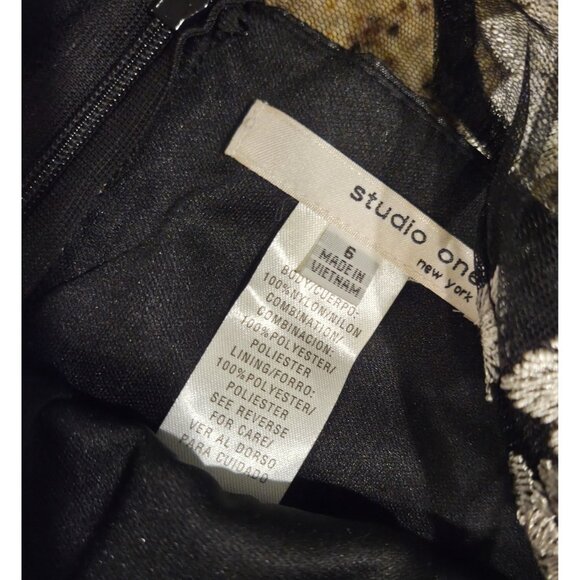 studio one
new york
6
MADE IN
VIETNAM
BODY/CUERPO:
100%NYLON/NILON
COMBINATION/
COMBINACION:
100%POLYESTER/
POLIESTER
LINING/FORRO:
100%POLYESTER/
POLIESTER
SEE REVERSE
FOR CARE/
VER AL DORSO
PARA CUIDADO